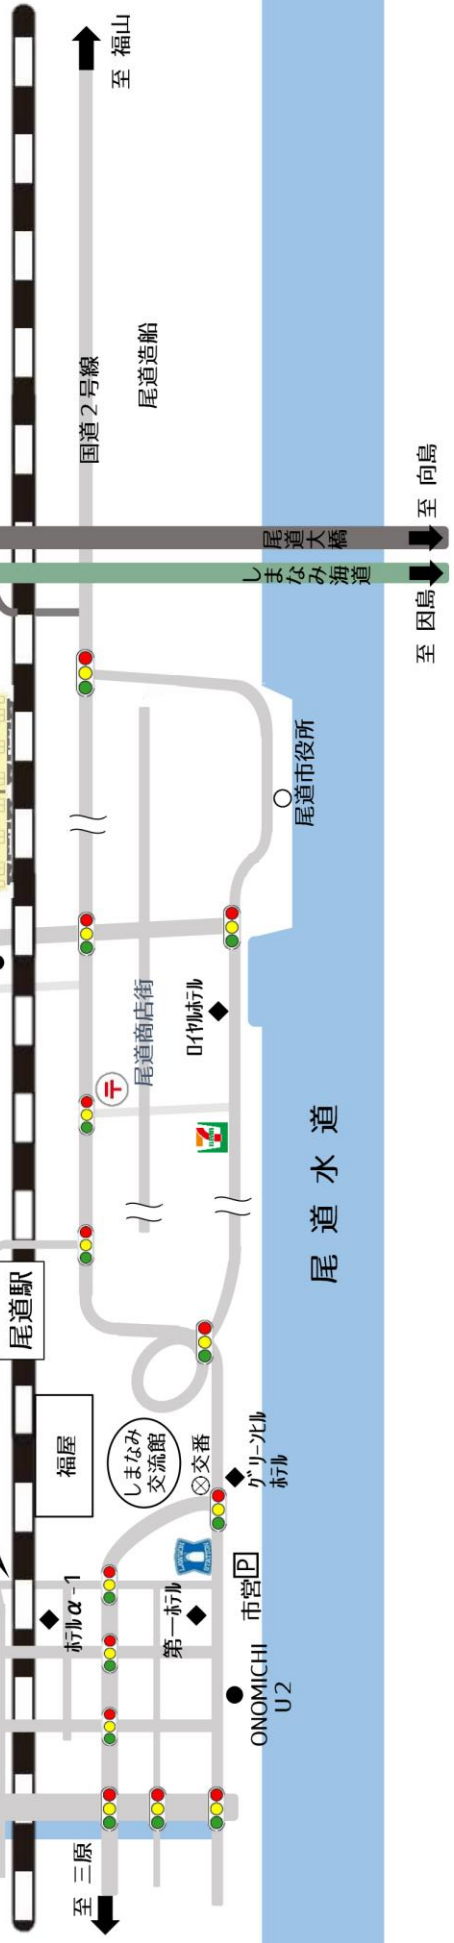 至 三原
ホテルα-1
福屋
尾道駅
第一ホテル
LAWSON
STATION
しまなみ
交流館
交番
ONOMICHI
U2
市営P
グリーンヒル
ホテル
〒
尾道商店街
ロイヤルホテル
尾道市役所
尾道水道
しまなみ海道
尾道大橋
至 因島
至 向島
国道2号線
尾道造船
至 福山